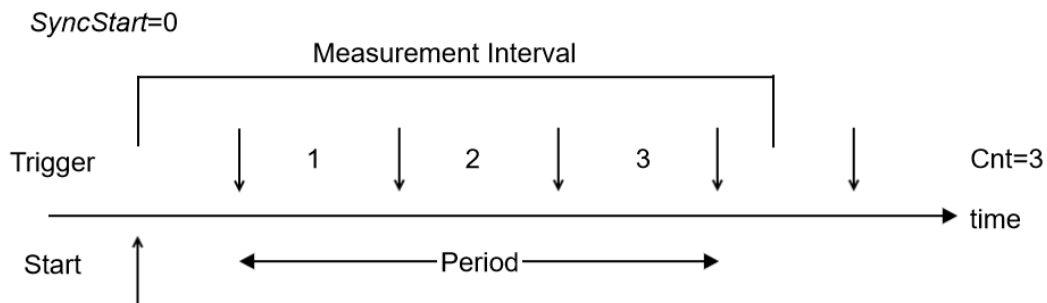 SyncStart=0
Measurement Interval
Trigger 1 2 3 Cnt=3
time
Start Period